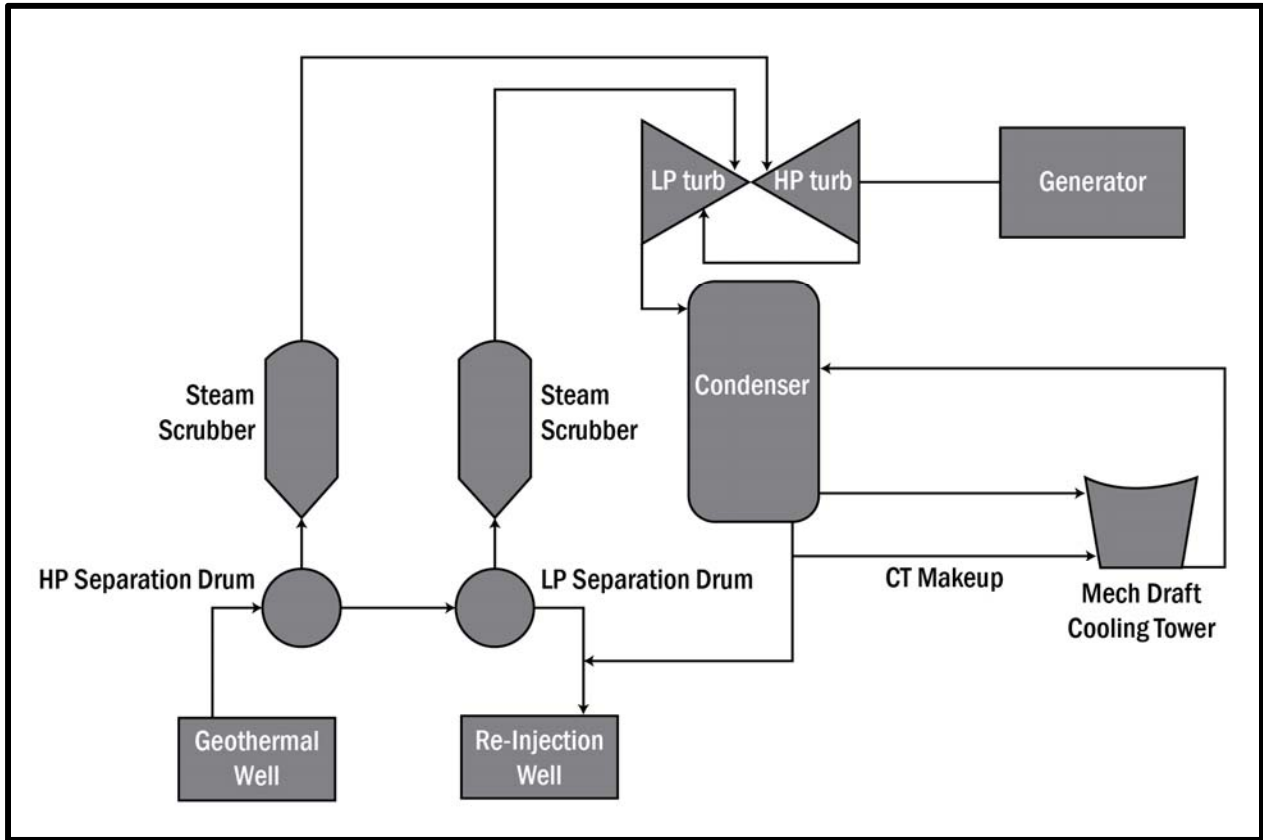 LP turb
HP turb
Generator
Steam
Scrubber
Steam
Scrubber
Condenser
HP Separation Drum
LP Separation Drum
CT Makeup
Mech Draft
Cooling Tower
Geothermal
Well
Re-Injection
Well